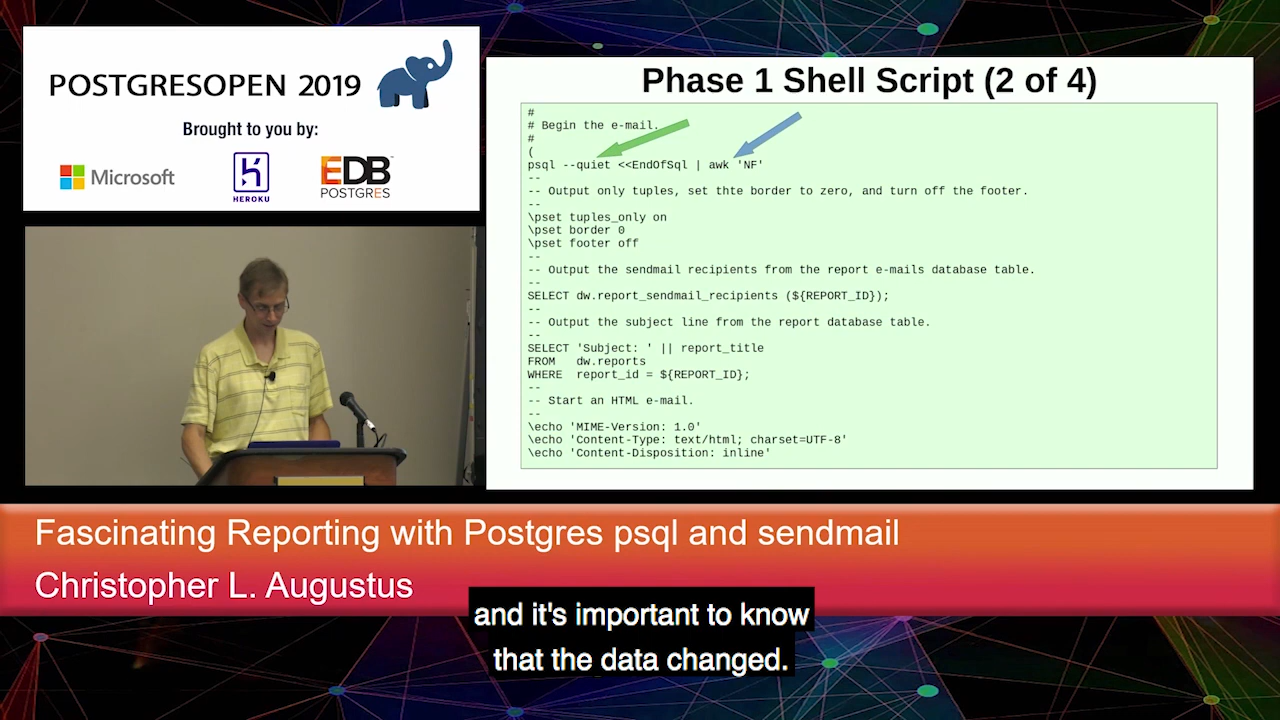 POSTGRESOPEN 2019
Brought to you by:
Microsoft
HEROKU
EDB
POSTGRES
Phase 1 Shell Script (2 of 4)
#
# Begin the e-mail.
#
(
psql --quiet <<EndOfSql | awk 'NF'
--
-- Output only tuples, set thte border to zero, and turn off the footer.
--
\pset tuples_only on
\pset border 0
\pset footer off
--
-- Output the sendmail recipients from the report e-mails database table.
--
SELECT dw.report_sendmail_recipients (${REPORT_ID});
--
-- Output the subject line from the report database table.
--
SELECT 'Subject: ' || report_title
FROM   dw.reports
WHERE  report_id = ${REPORT_ID};
--
-- Start an HTML e-mail.
--
\echo 'MIME-Version: 1.0'
\echo 'Content-Type: text/html; charset=UTF-8'
\echo 'Content-Disposition: inline'
Fascinating Reporting with Postgres psql and sendmail
Christopher L. Augustus
and it's important to know
that the data changed.